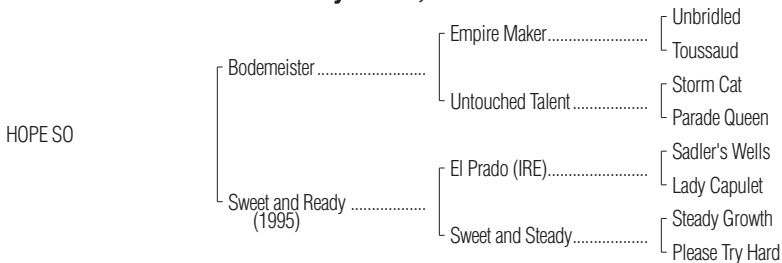 Unbridled
Empire Maker......................
Toussaud
Bodemeister..........................
Storm Cat
Untouched Talent..................
Parade Queen
HOPE SO
Sadler's Wells
El Prado (IRE)........................
Lady Capulet
Sweet and Ready ..................
(1995)
Steady Growth
Sweet and Steady..................
Please Try Hard